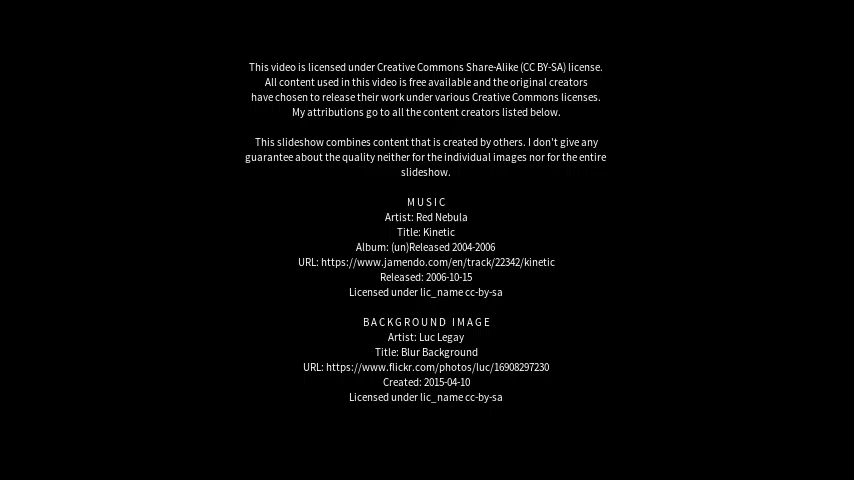 This video is licensed under Creative Commons Share-Alike (CC BY-SA) license.
All content used in this video is free available and the original creators
have chosen to release their work under various Creative Commons licenses.
My attributions go to all the content creators listed below.
This slideshow combines content that is created by others. I don't give any
guarantee about the quality neither for the individual images nor for the entire
slideshow.
MUSIC
Artist: Red Nebula
Title: Kinetic
Album: (un)Released 2004-2006
URL: https://www.jamendo.com/en/track/22342/kinetic
Released: 2006-10-15
Licensed under lic_name cc-by-sa
BACKGROUND IMAGE
Artist: Luc Legay
Title: Blur Background
URL: https://www.flickr.com/photos/luc/16908297230
Created: 2015-04-10
Licensed under lic_name cc-by-sa